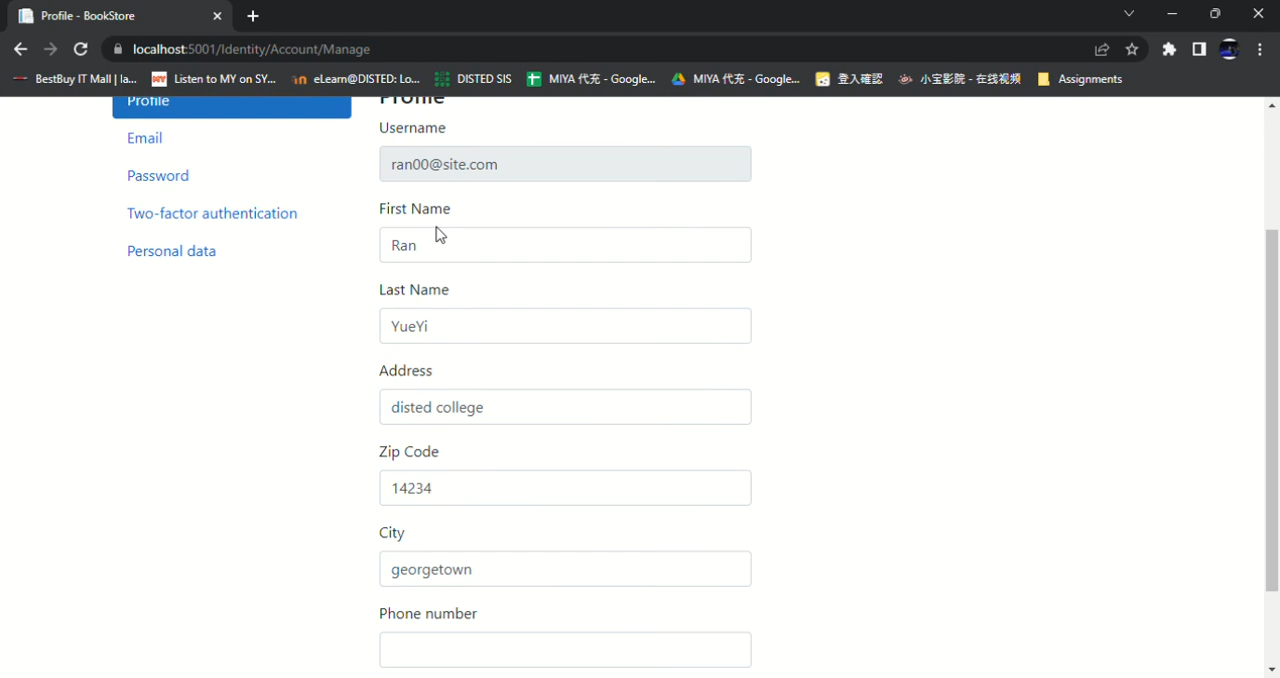 Profile - BookStore
localhost:5001/Identity/Account/Manage
BestBuy IT Mall | la...
Listen to MY on SY...
eLearn@DISTED: Lo...
DISTED SIS
MIYA 代充 - Google...
MIYA 代充 - Google...
登入確認
小宝影院 - 在线视频
Assignments
Profile
Email
Password
Two-factor authentication
Personal data
Profile
Username
ran00@site.com
First Name
Ran
Last Name
YueYi
Address
disted college
Zip Code
14234
City
georgetown
Phone number